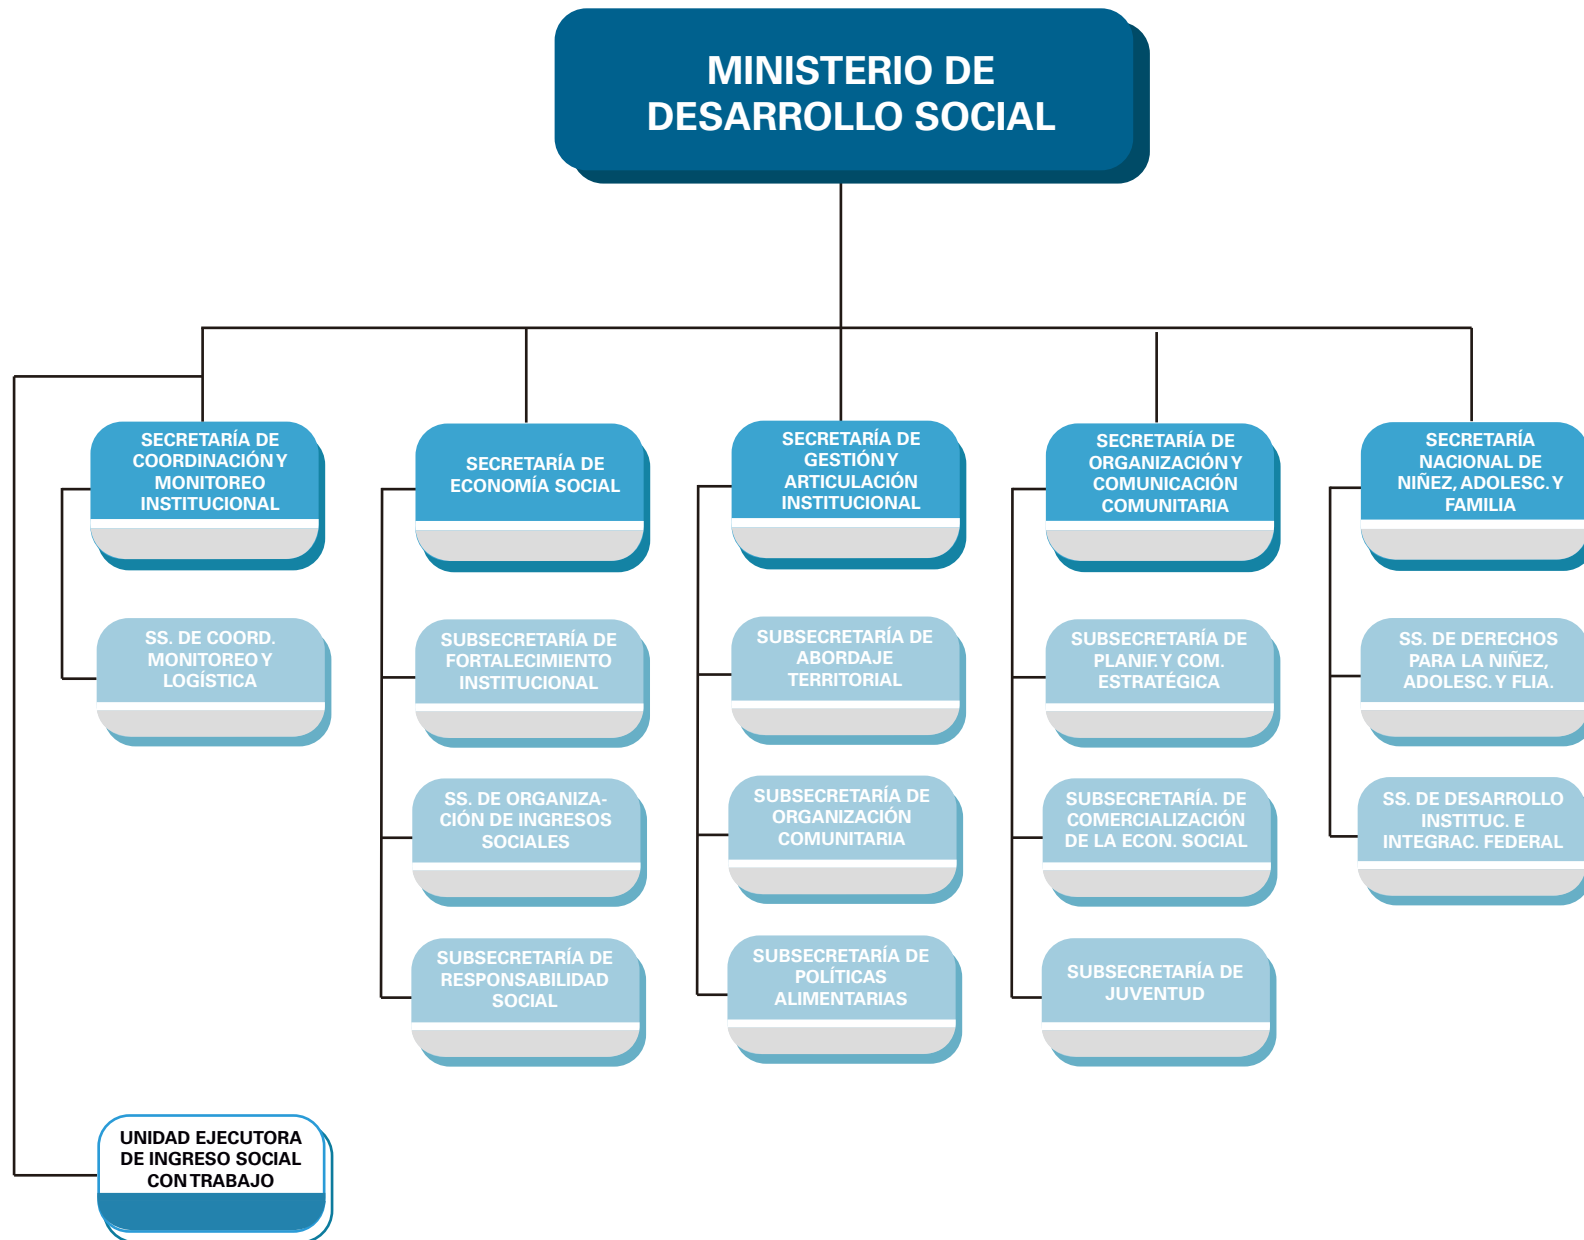 MINISTERIO DE
DESARROLLO SOCIAL
SECRETARÍA DE
COORDINACIÓN Y
MONITOREO
INSTITUCIONAL
SECRETARÍA DE
ECONOMÍA SOCIAL
SECRETARÍA DE
GESTIÓN Y
ARTICULACIÓN
INSTITUCIONAL
SECRETARÍA DE
ORGANIZACIÓN Y
COMUNICACIÓN
COMUNITARIA
SECRETARÍA
NACIONAL DE
NIÑEZ, ADOLESC. Y
FAMILIA
SS. DE COORD.
MONITOREO Y
LOGÍSTICA
SUBSECRETARÍA DE
FORTALECIMIENTO
INSTITUCIONAL
SUBSECRETARÍA DE
ABORDAJE
TERRITORIAL
SUBSECRETARÍA DE
PLANIF. Y COM.
ESTRATÉGICA
SS. DE DERECHOS
PARA LA NIÑEZ,
ADOLESC. Y FLIA.
SS. DE ORGANIZA-
CIÓN DE INGRESOS
SOCIALES
SUBSECRETARÍA DE
ORGANIZACIÓN
COMUNITARIA
SUBSECRETARÍA. DE
COMERCIALIZACIÓN
DE LA ECON. SOCIAL
SS. DE DESARROLLO
INSTITUC. E
INTEGRAC. FEDERAL
SUBSECRETARÍA DE
RESPONSABILIDAD
SOCIAL
SUBSECRETARÍA DE
POLÍTICAS
ALIMENTARIAS
SUBSECRETARÍA DE
JUVENTUD
UNIDAD EJECUTORA
DE INGRESO SOCIAL
CON TRABAJO